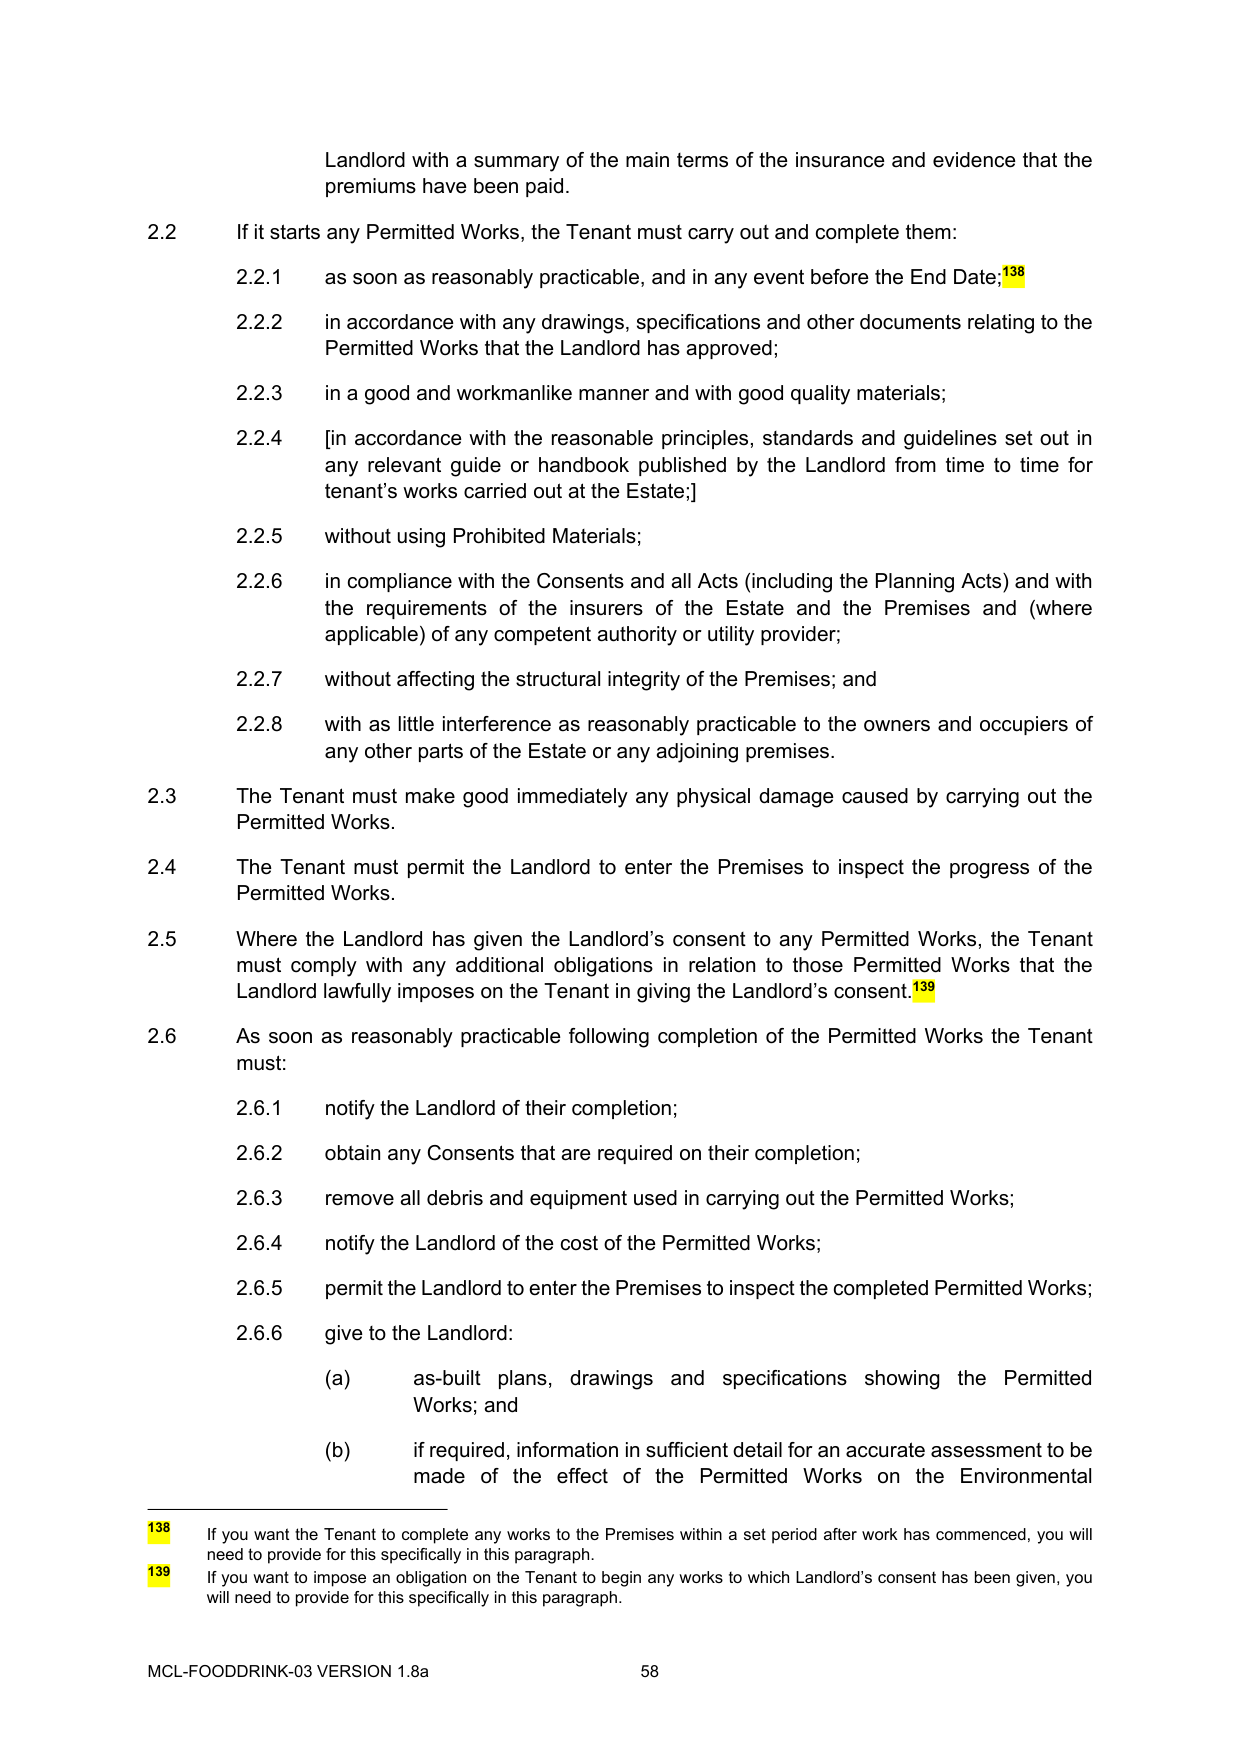 Landlord with a summary of the main terms of the insurance and evidence that the
premiums have been paid.
2.2 If it starts any Permitted Works, the Tenant must carry out and complete them:
2.2.1 as soon as reasonably practicable, and in any event before the End Date;138
2.2.2 in accordance with any drawings, specifications and other documents relating to the
Permitted Works that the Landlord has approved;
2.2.3 in a good and workmanlike manner and with good quality materials;
2.2.4 [in accordance with the reasonable principles, standards and guidelines set out in
any relevant guide or handbook published by the Landlord from time to time for
tenant’s works carried out at the Estate;]
2.2.5 without using Prohibited Materials;
2.2.6 in compliance with the Consents and all Acts (including the Planning Acts) and with
the requirements of the insurers of the Estate and the Premises and (where
applicable) of any competent authority or utility provider;
2.2.7 without affecting the structural integrity of the Premises; and
2.2.8 with as little interference as reasonably practicable to the owners and occupiers of
any other parts of the Estate or any adjoining premises.
2.3 The Tenant must make good immediately any physical damage caused by carrying out the
Permitted Works.
2.4 The Tenant must permit the Landlord to enter the Premises to inspect the progress of the
Permitted Works.
2.5 Where the Landlord has given the Landlord’s consent to any Permitted Works, the Tenant
must comply with any additional obligations in relation to those Permitted Works that the
Landlord lawfully imposes on the Tenant in giving the Landlord’s consent.139
2.6 As soon as reasonably practicable following completion of the Permitted Works the Tenant
must:
2.6.1 notify the Landlord of their completion;
2.6.2 obtain any Consents that are required on their completion;
2.6.3 remove all debris and equipment used in carrying out the Permitted Works;
2.6.4 notify the Landlord of the cost of the Permitted Works;
2.6.5 permit the Landlord to enter the Premises to inspect the completed Permitted Works;
2.6.6 give to the Landlord:
(a) as-built plans, drawings and specifications showing the Permitted
Works; and
(b) if required, information in sufficient detail for an accurate assessment to be
made of the effect of the Permitted Works on the Environmental
138 If you want the Tenant to complete any works to the Premises within a set period after work has commenced, you will
need to provide for this specifically in this paragraph.
139 If you want to impose an obligation on the Tenant to begin any works to which Landlord’s consent has been given, you
will need to provide for this specifically in this paragraph.
MCL-FOODDRINK-03 VERSION 1.8a 58